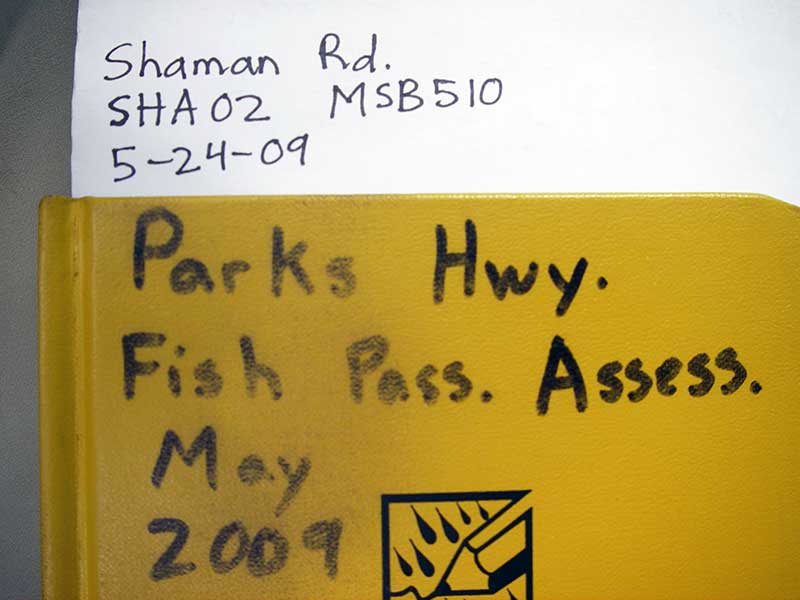 Shaman Rd.
SHA02 MSB510
5-24-09
Parks Hwy.
Fish Pass. Assess.
May
2009